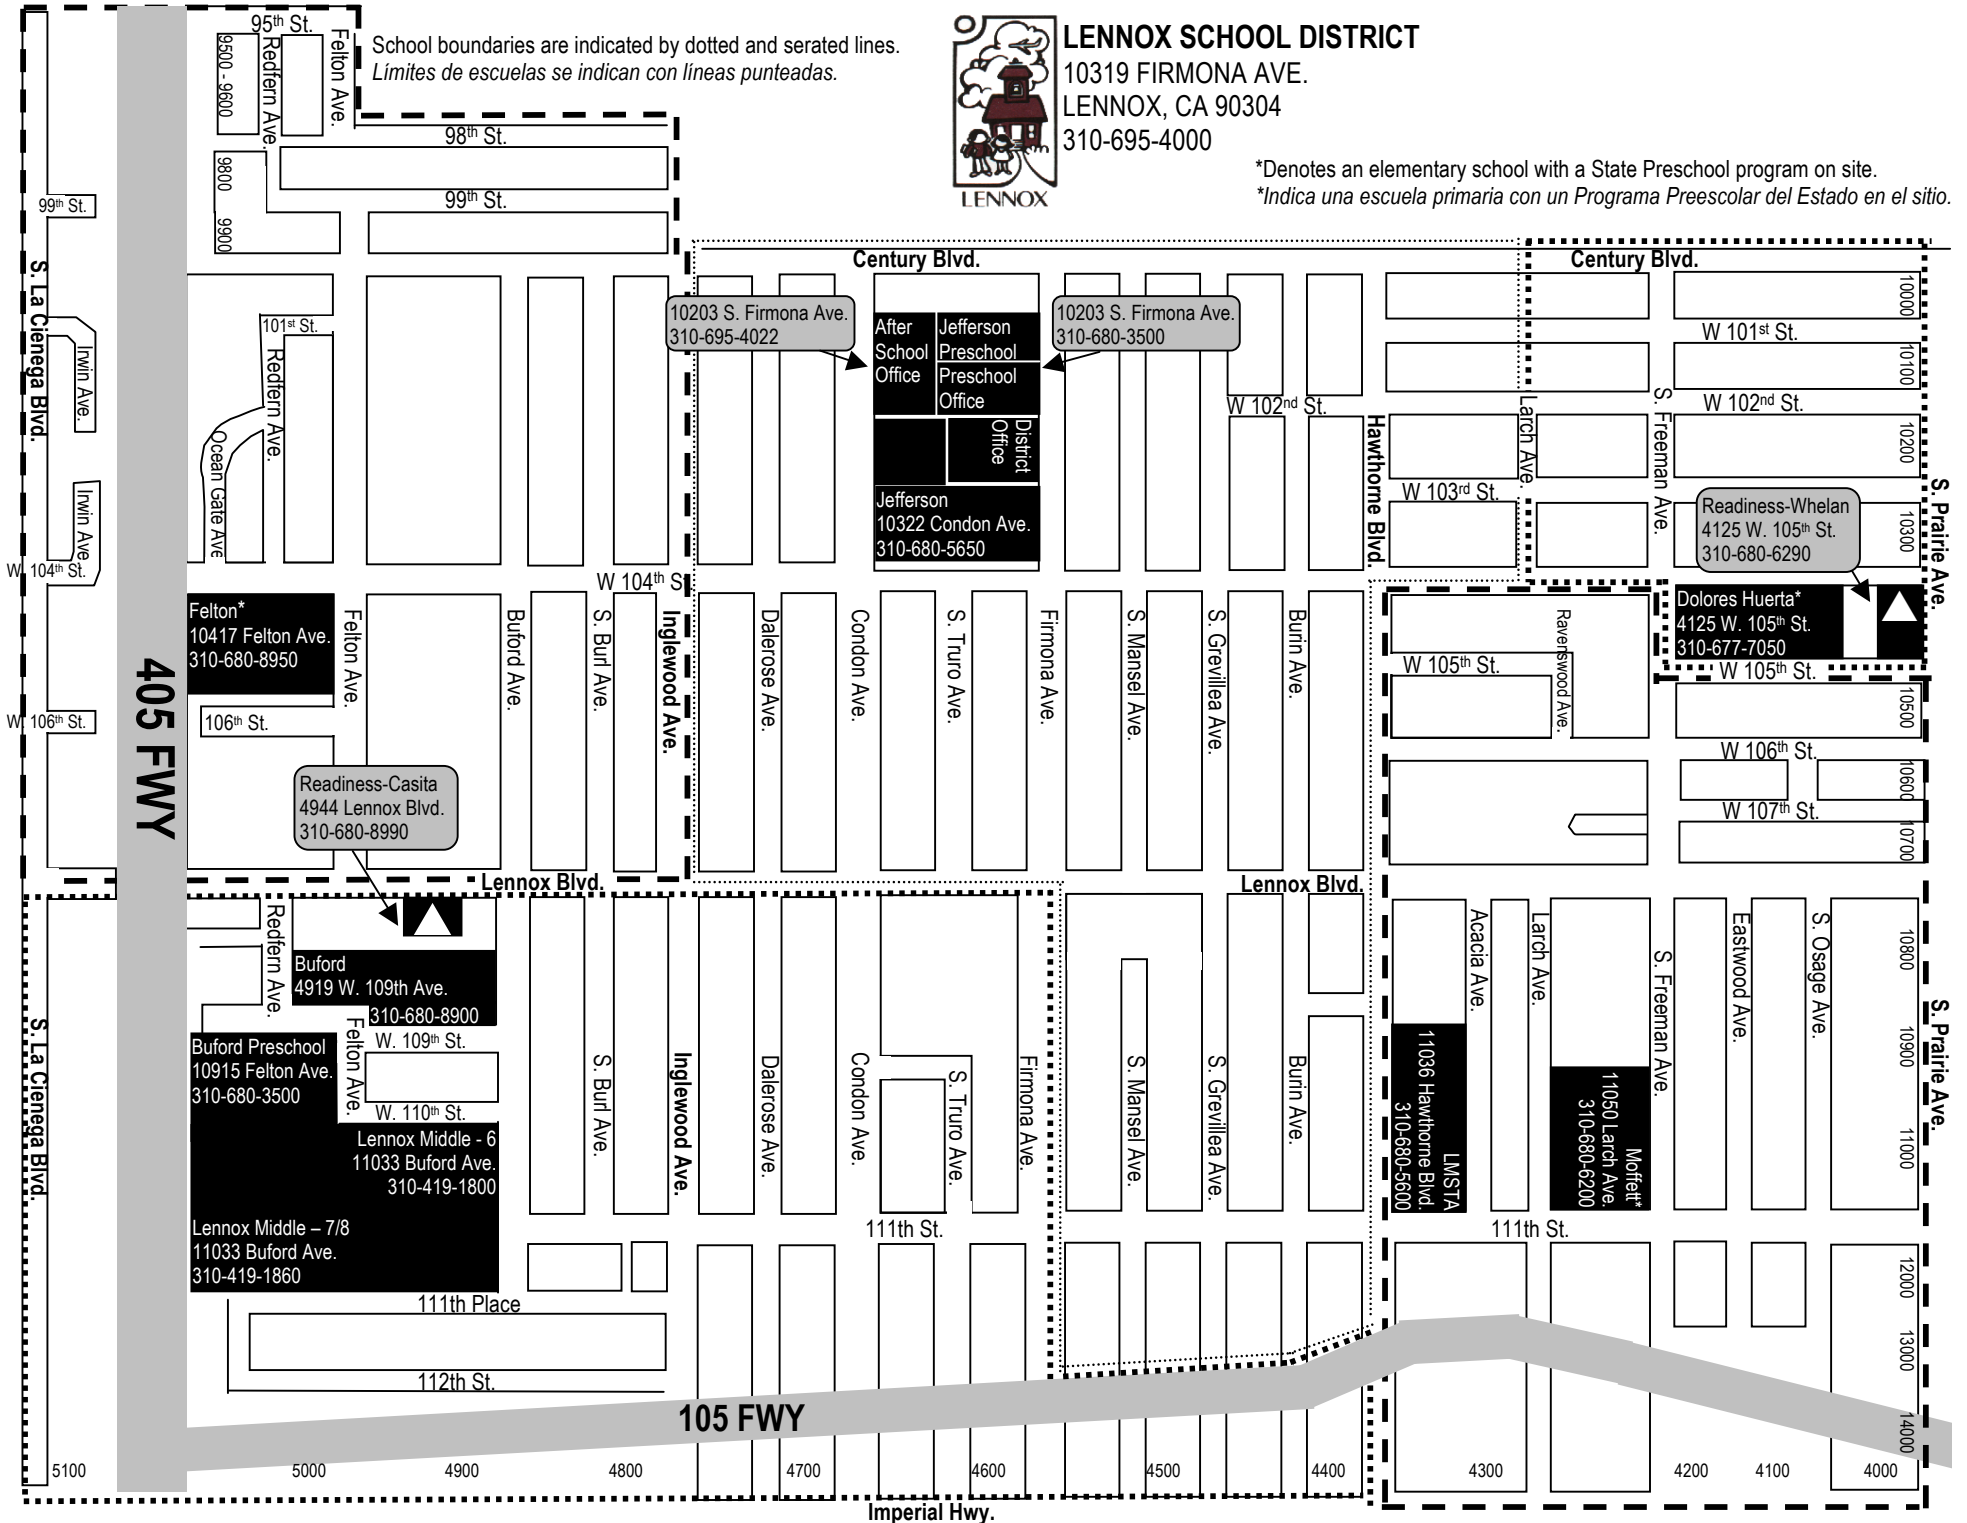 95th St.
9500 - 9600
Redfern Ave.
Felton Ave.
School boundaries are indicated by dotted and serated lines.
Límites de escuelas se indican con líneas punteadas.
LENNOX
LENNOX SCHOOL DISTRICT
10319 FIRMONA AVE.
LENNOX, CA 90304
310-695-4000
*Denotes an elementary school with a State Preschool program on site.
*Indica una escuela primaria con un Programa Preescolar del Estado en el sitio.
98th St.
9800
99th St.
99th St.
9900
S. La Cienega Blvd.
Century Blvd.
Century Blvd.
10000
101st St.
Irwin Ave.
Redfern Ave.
10203 S. Firmona Ave.
310-695-4022
After
School
Office
Jefferson
Preschool
Preschool
Office
10203 S. Firmona Ave.
310-680-3500
W 101st St.
10100
W 102nd St.
W 102nd St.
Hawthorne Blvd
Larch Ave.
S. Freeman Ave.
10200
Ocean Gate Ave
District
Office
Irwin Ave.
Jefferson
10322 Condon Ave.
310-680-5650
W 103rd St.
10300
S. Prairie Ave.
Readiness-Whelan
4125 W. 105th St.
310-680-6290
W. 104th St.
W 104th S
Felton*
10417 Felton Ave.
310-680-8950
Felton Ave.
Buford Ave.
S. Burl Ave.
Inglewood Ave.
Dalerose Ave.
Condon Ave.
S. Truro Ave.
Firmona Ave.
S. Mansel Ave.
S. Grevillea Ave.
Burin Ave.
Ravenswood Ave.
Dolores Huerta*
4125 W. 105th St.
310-677-7050
W 105th St.
W 105th St.
10500
405 FWY
W. 106th St.
106th St.
W 106th St.
10600
Readiness-Casita
4944 Lennox Blvd.
310-680-8990
W 107th St.
10700
Lennox Blvd.
Lennox Blvd.
Redfern Ave.
Acacia Ave.
Larch Ave.
S. Freeman Ave.
Eastwood Ave.
S. Osage Ave.
10800
Buford
4919 W. 109th Ave.
310-680-8900
S. La Cienega Blvd.
Felton Ave.
W. 109th St.
Buford Preschool
10915 Felton Ave.
310-680-3500
S. Burl Ave.
Inglewood Ave.
Dalerose Ave.
Condon Ave.
S. Truro Ave.
Firmona Ave.
S. Mansel Ave.
S. Grevillea Ave.
Burin Ave.
LMSTA
11036 Hawthorne Blvd.
310-680-5600
Moffett*
11050 Larch Ave.
310-680-6200
10900
S. Prairie Ave.
W. 110th St.
Lennox Middle - 6
11033 Buford Ave.
310-419-1800
11000
Lennox Middle – 7/8
11033 Buford Ave.
310-419-1860
111th St.
111th St.
12000
111th Place
13000
112th St.
105 FWY
14000
5100
5000
4900
4800
4700
4600
4500
4400
4300
4200
4100
4000
Imperial Hwy.